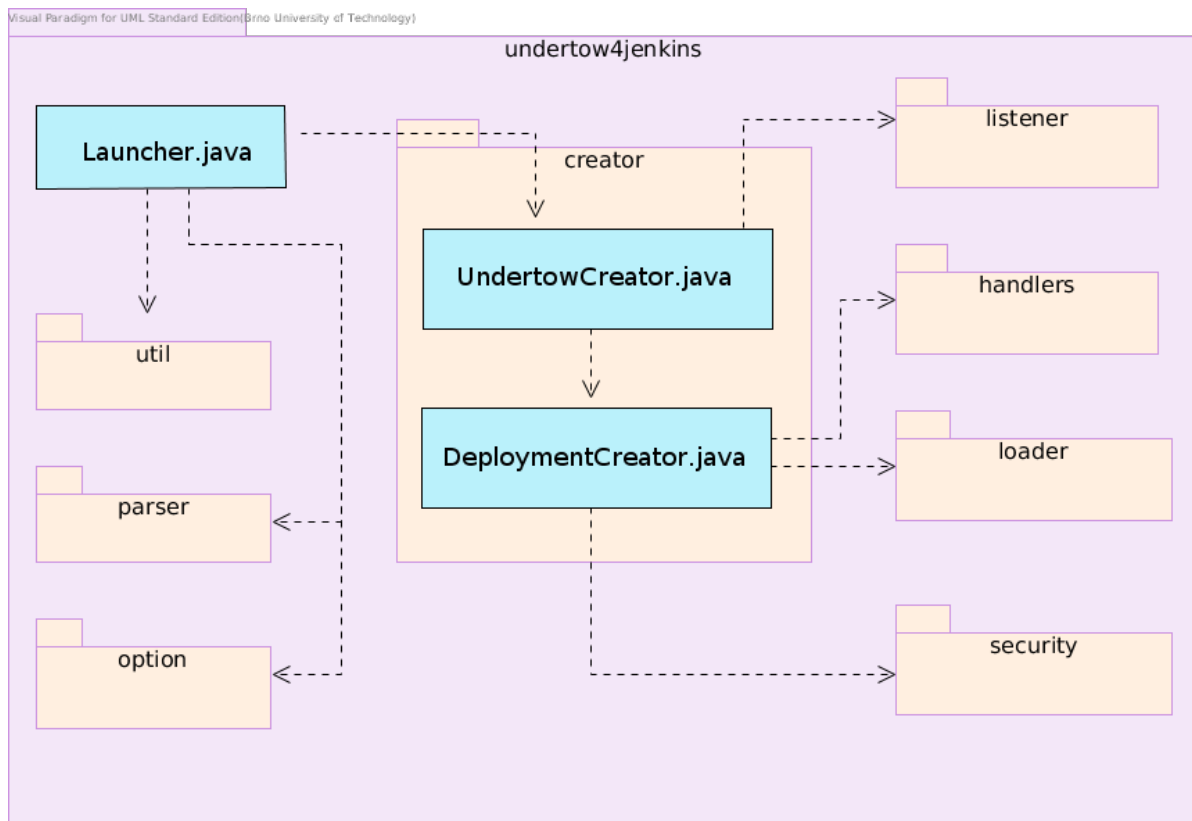 Visual Paradigm for UML Standard Edition(Brno University of Technology)
undertow4jenkins
Launcher.java
creator
listener
UndertowCreator.java
handlers
util
DeploymentCreator.java
loader
parser
option
security